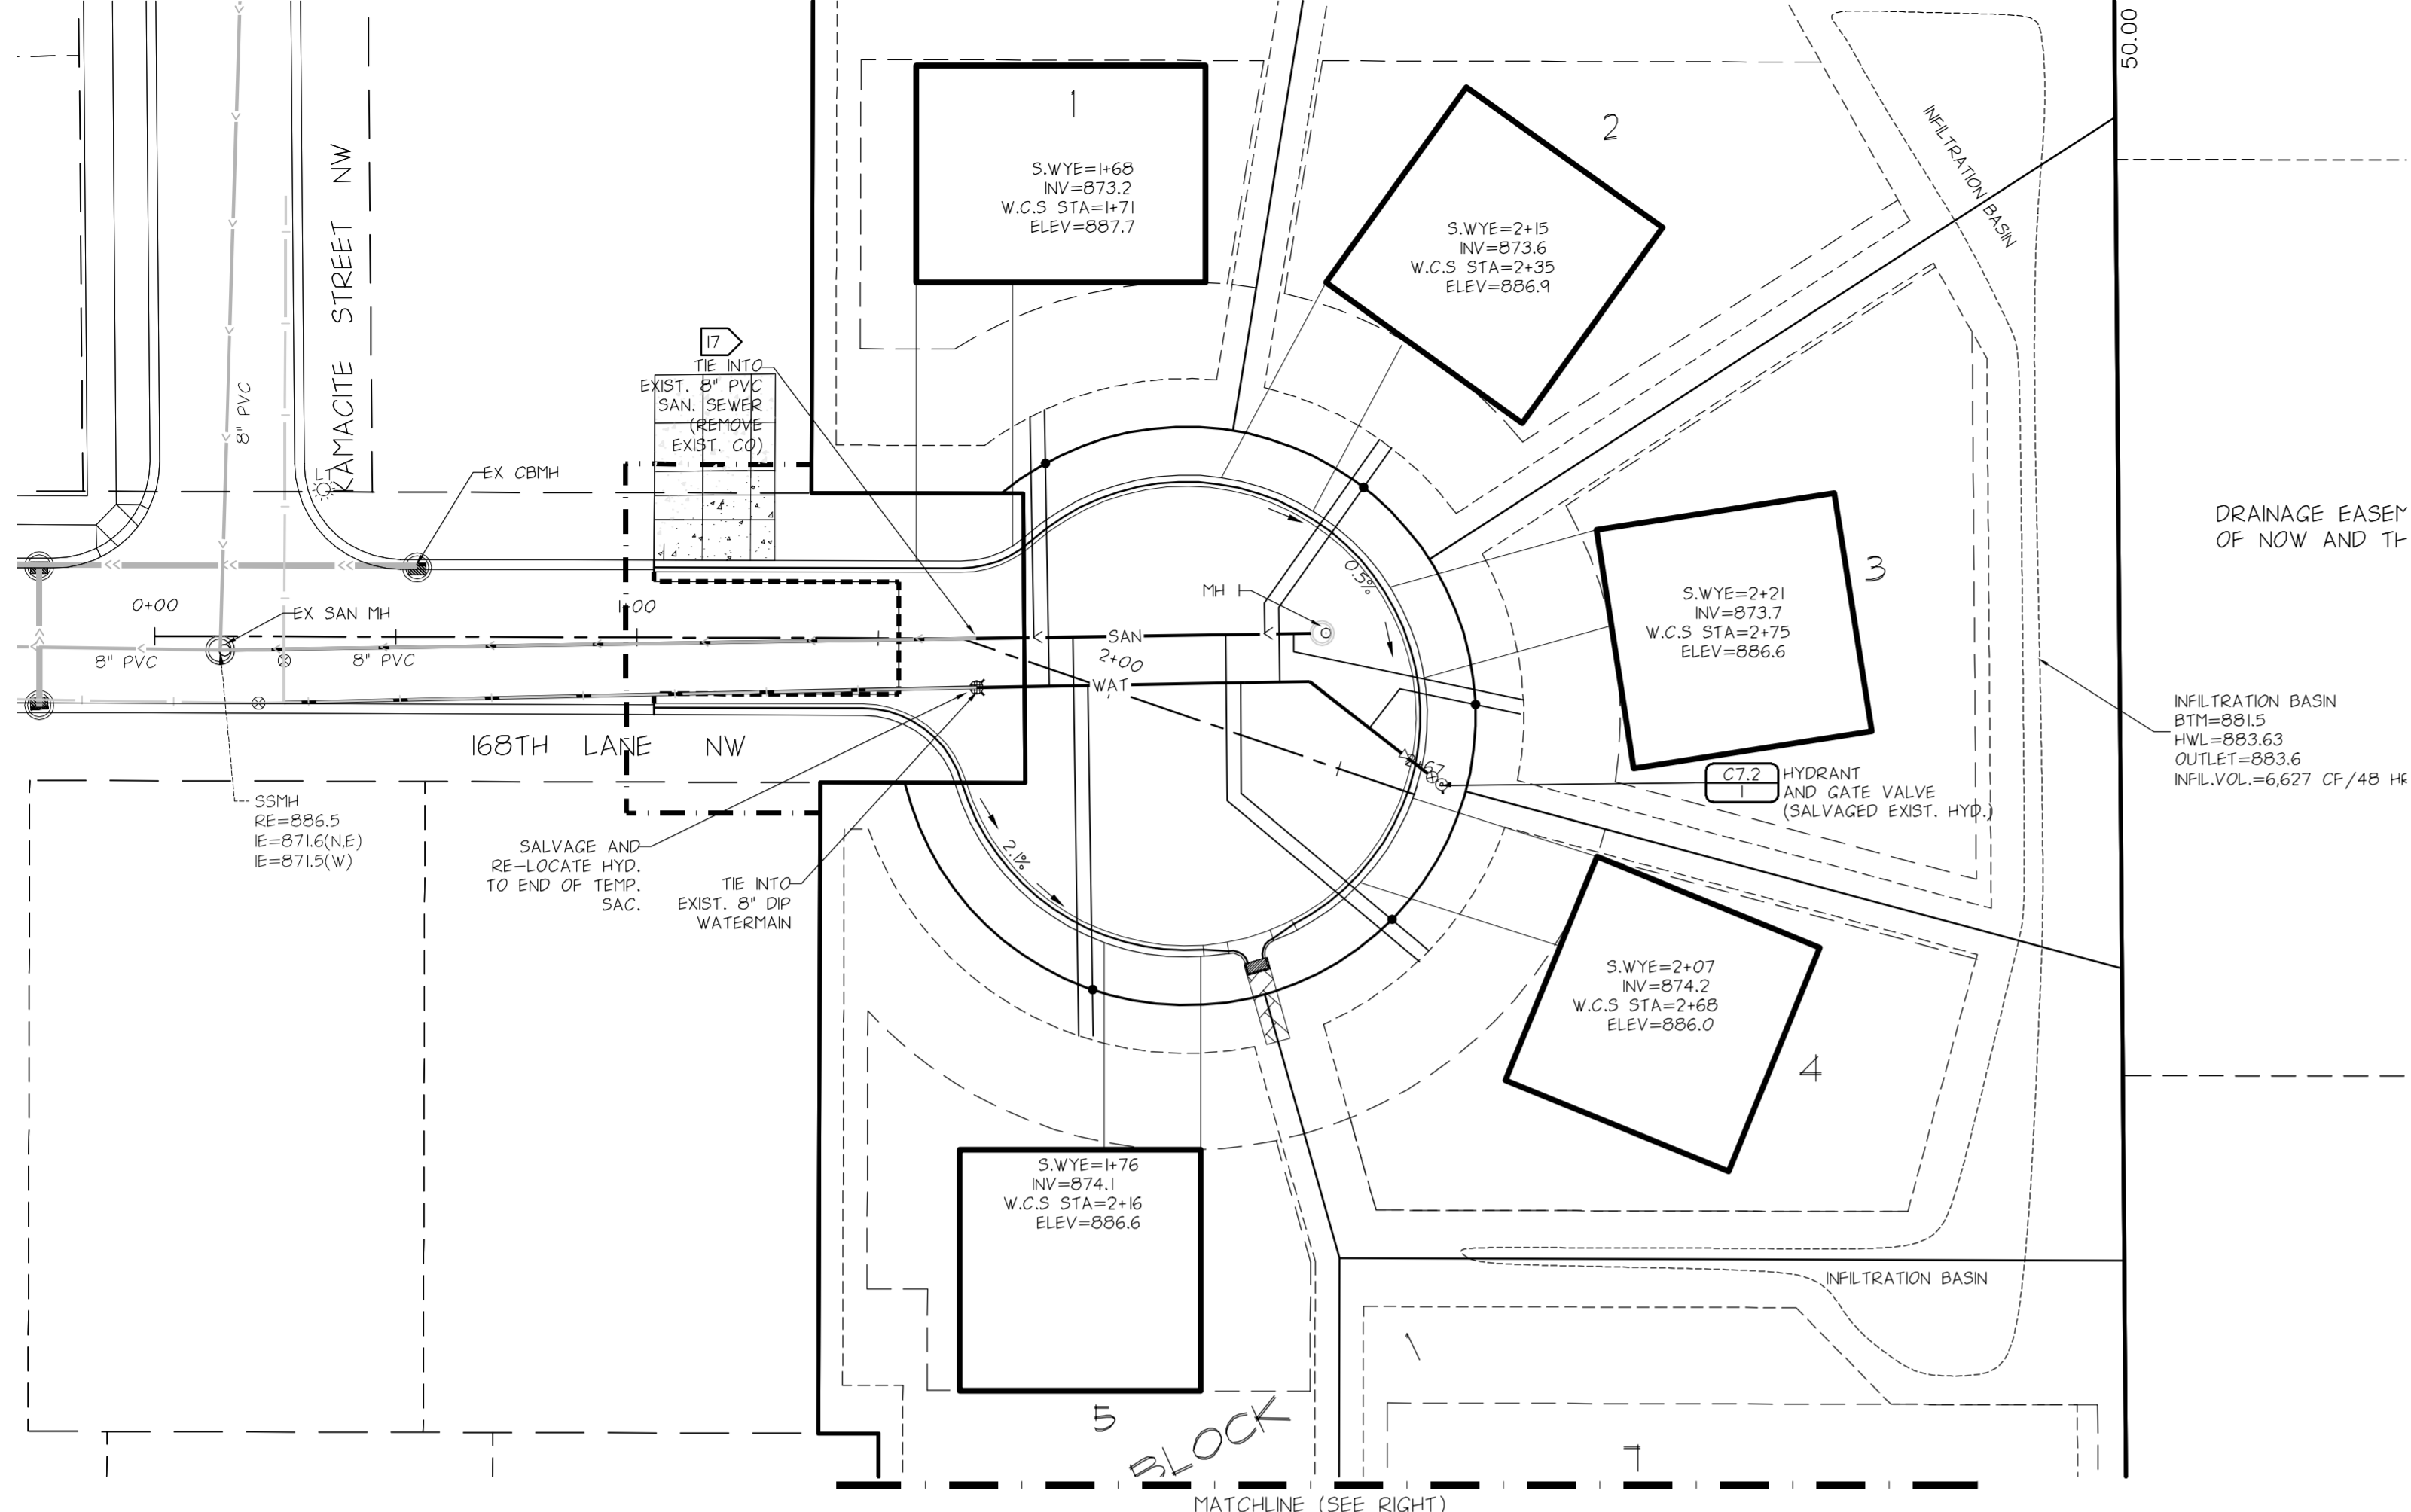 50.00
KAMACITE STREET NW
8" PVC
1
S.WYE=1+68
INV=873.2
W.C.S STA=1+71
ELEV=887.7
2
S.WYE=2+15
INV=873.6
W.C.S STA=2+35
ELEV=886.9
INFILTRATION BASIN
17
TIE INTO
EXIST. 8" PVC
SAN. SEWER
(REMOVE
EXIST. CO)
EX CBMH
0+00
EX SAN MH
1+00
8" PVC
8" PVC
SAN
2+00
WAT
MH 1
0.5%
3
S.WYE=2+21
INV=873.7
W.C.S STA=2+75
ELEV=886.6
DRAINAGE EASEM
OF NOW AND TH
INFILTRATION BASIN
BTM=881.5
HWL=883.63
OUTLET=883.6
INFIL.VOL.=6,627 CF/48 HR
168TH LANE NW
C7.2
1
HYDRANT
AND GATE VALVE
(SALVAGED EXIST. HYD.)
SSMH
RE=886.5
IE=871.6(N,E)
IE=871.5(W)
SALVAGE AND
RE-LOCATE HYD.
TO END OF TEMP.
SAC.
TIE INTO
EXIST. 8" DIP
WATERMAIN
2.1%
S.WYE=2+07
INV=874.2
W.C.S STA=2+68
ELEV=886.0
4
S.WYE=1+76
INV=874.1
W.C.S STA=2+16
ELEV=886.6
5
INFILTRATION BASIN
BLOCK 1
MATCHLINE (SEE RIGHT)